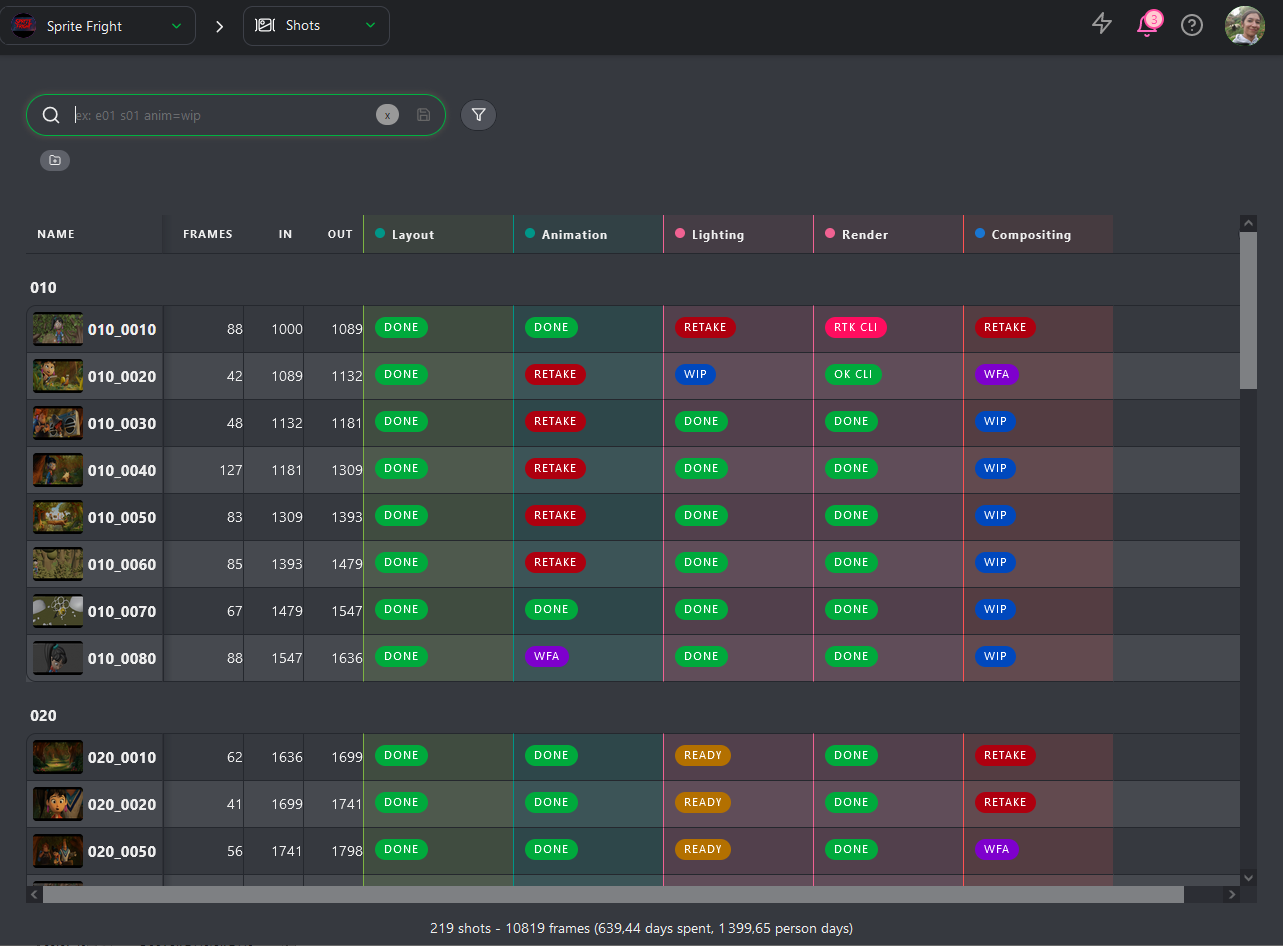 Sprite Fright
Shots
3
ex: e01 s01 anim=wip
x
NAME FRAMES IN OUT Layout Animation Lighting Render Compositing
010
010_0010 88 1000 1089 DONE DONE RETAKE RTK CLI RETAKE
010_0020 42 1089 1132 DONE RETAKE WIP OK CLI WFA
010_0030 48 1132 1181 DONE RETAKE DONE DONE WIP
010_0040 127 1181 1309 DONE RETAKE DONE DONE WIP
010_0050 83 1309 1393 DONE RETAKE DONE DONE WIP
010_0060 85 1393 1479 DONE RETAKE DONE DONE WIP
010_0070 67 1479 1547 DONE DONE DONE DONE WIP
010_0080 88 1547 1636 DONE WFA DONE DONE WIP
020
020_0010 62 1636 1699 DONE DONE READY DONE RETAKE
020_0020 41 1699 1741 DONE DONE READY DONE RETAKE
020_0050 56 1741 1798 DONE DONE READY DONE WFA
219 shots - 10819 frames (639,44 days spent, 1 399,65 person days)